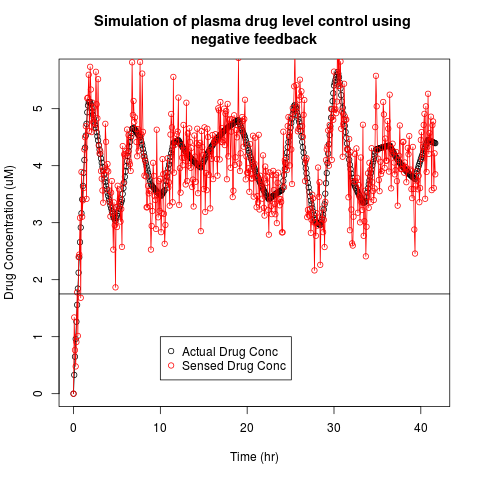 Simulation of plasma drug level control using
negative feedback
Drug Concentration (uM)
5
4
3
2
1
0
Actual Drug Conc
Sensed Drug Conc
0 10 20 30 40
Time (hr)